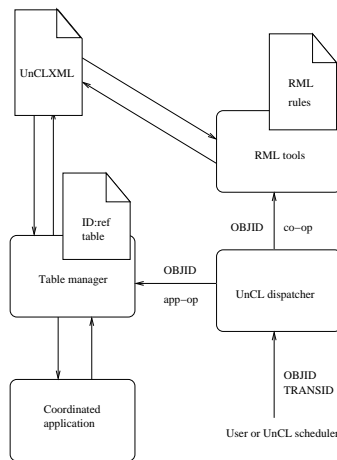 UnCLXML
RML
rules
RML tools
ID:ref
table
OBJID co-op
Table manager
OBJID
app-op
UnCL dispatcher
OBJID
TRANSID
Coordinated
application
User or UnCL scheduler